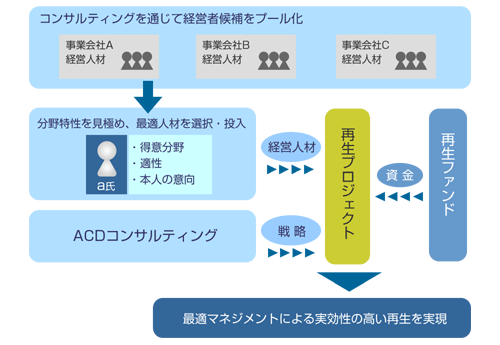 コンサルティングを通じて経営者候補をプール化
事業会社A
経営人材
事業会社B
経営人材
事業会社C
経営人材
分野特性を見極め、最適人材を選択・投入
a氏
・得意分野
・適性
・本人の意向
経営人材
再生プロジェクト
資金
再生ファンド
ACDコンサルティング
戦略
最適マネジメントによる実効性の高い再生を実現